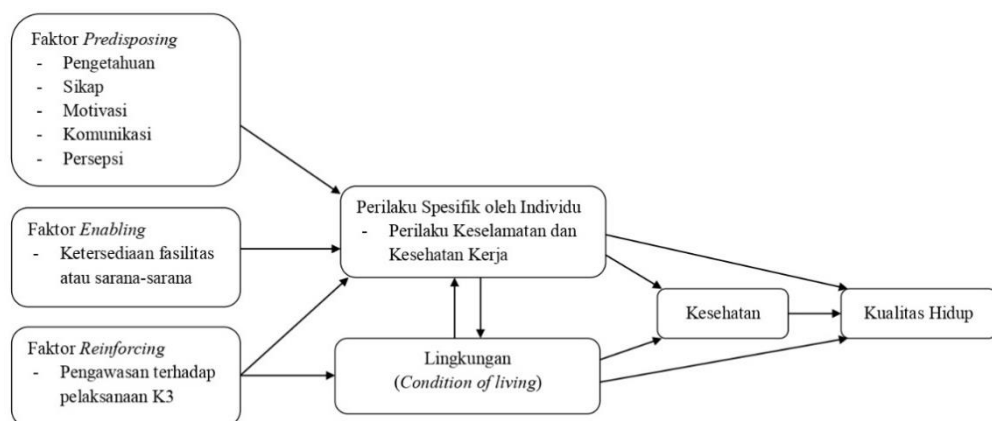 Faktor Predisposing
- Pengetahuan
- Sikap
- Motivasi
- Komunikasi
- Persepsi
Faktor Enabling
- Ketersediaan fasilitas
atau sarana-sarana
Faktor Reinforcing
- Pengawasan terhadap
pelaksanaan K3
Perilaku Spesifik oleh Individu
- Perilaku Keselamatan dan
Kesehatan Kerja
Lingkungan
(Condition of living)
Kesehatan
Kualitas Hidup